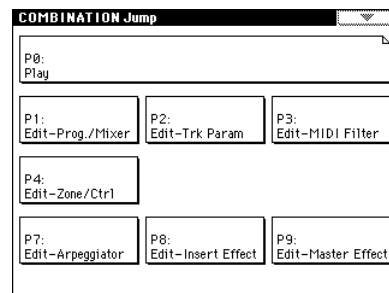 COMBINATION Jump
P0:
Play
P1:
Edit-Prog./Mixer
P2:
Edit-Trk Param
P3:
Edit-MIDI Filter
P4:
Edit-Zone/Ctrl
P7:
Edit-Arpeggiator
P8:
Edit-Insert Effect
P9:
Edit-Master Effect